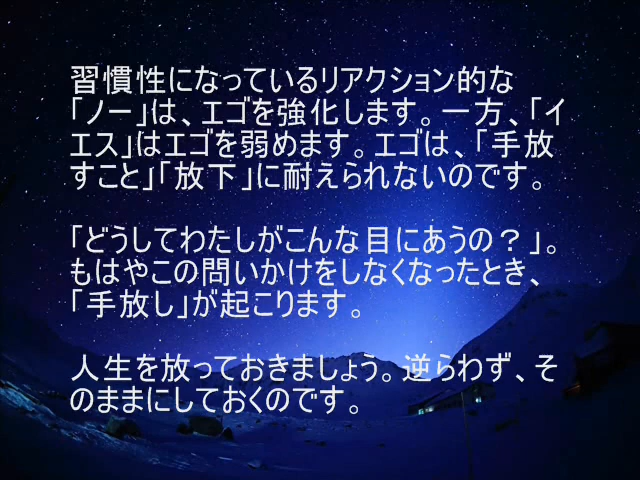 習慣性になっているリアクション的な
「ノー」は、エゴを強化します。一方、「イ
エス」はエゴを弱めます。エゴは、「手放
すこと」「放下」に耐えられないのです。
「どうしてわたしがこんな目にあうの？」。
もはやこの問いかけをしなくなったとき、
「手放し」が起こります。
人生を放っておきましょう。逆らわず、そ
のままにしておくのです。